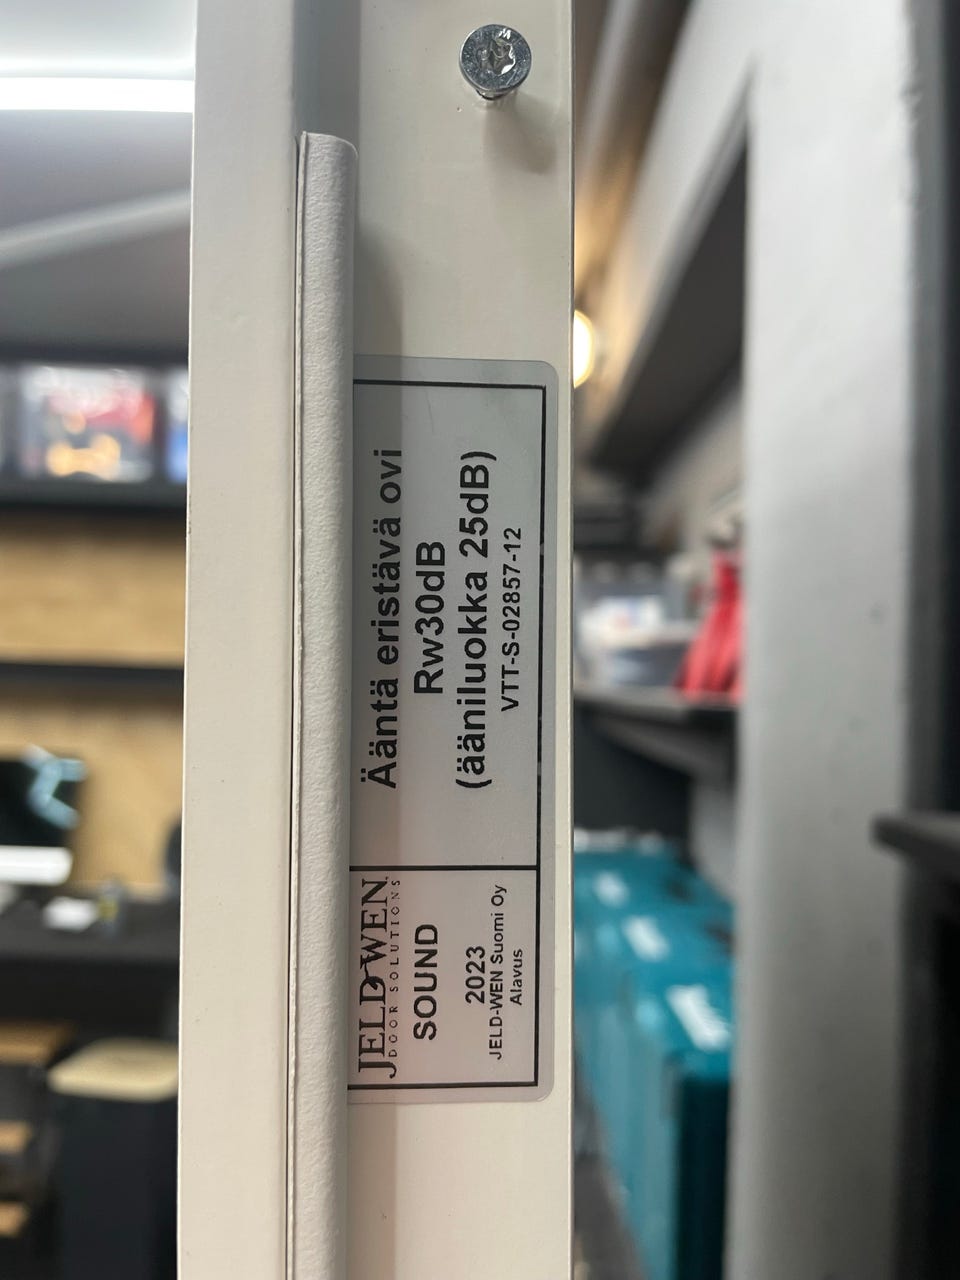 JELD-WEN
DOOR SOLUTIONS
SOUND
2023
JELD-WEN Suomi Oy
Alavus
Ääntä eristävä ovi
Rw30dB
(ääniluokka 25dB)
VTT-S-02857-12